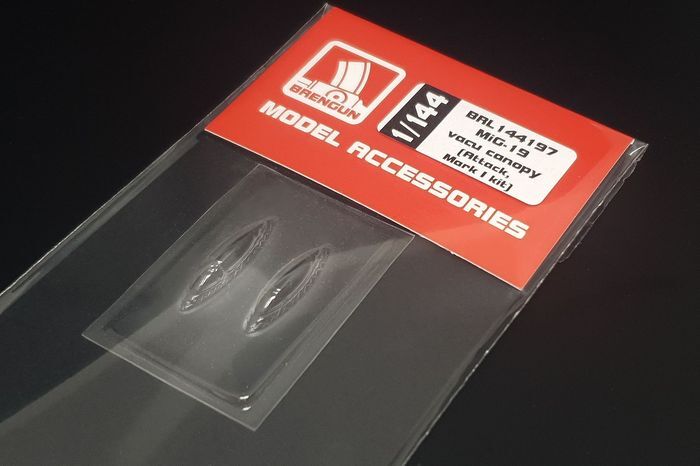 BRENGUN
MODEL ACCESSORIES
1/144
BRL144197
MiG-19
vacu canopy
(Attack,
Mark I kit)